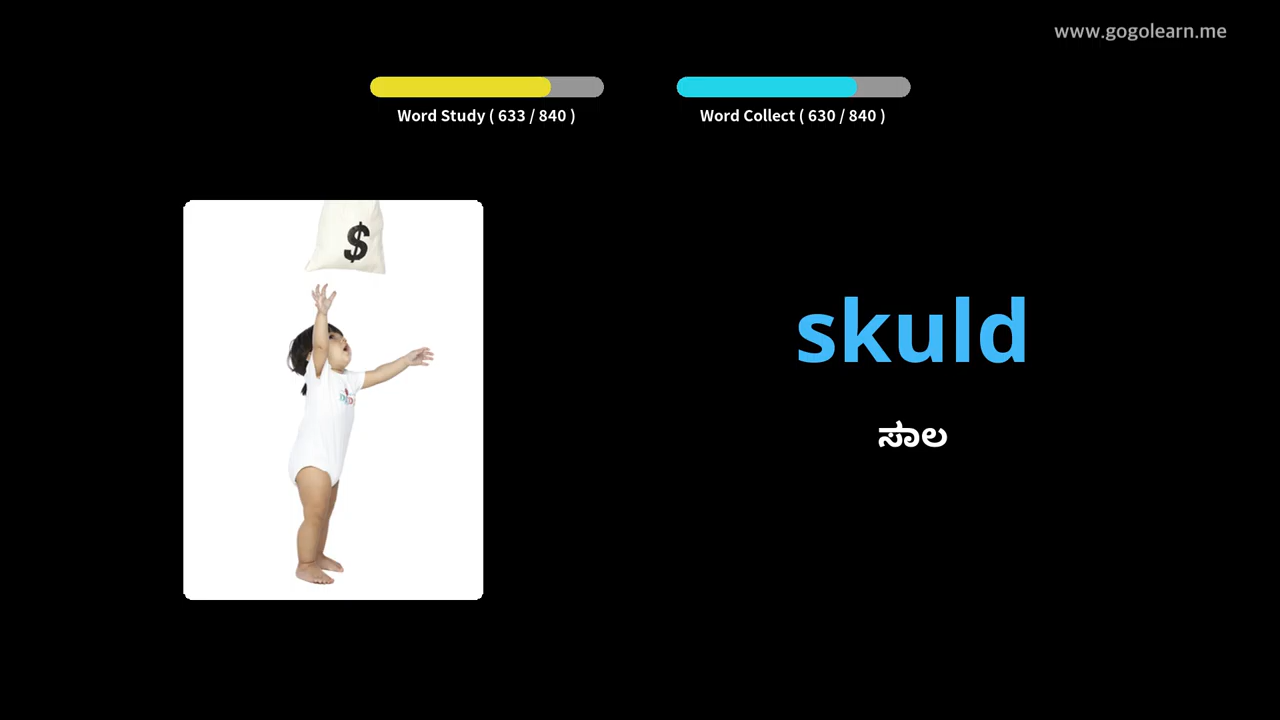 www.gogolearn.me
Word Study ( 633 / 840 )
Word Collect ( 630 / 840 )
$
skuld
ಸಾಲ